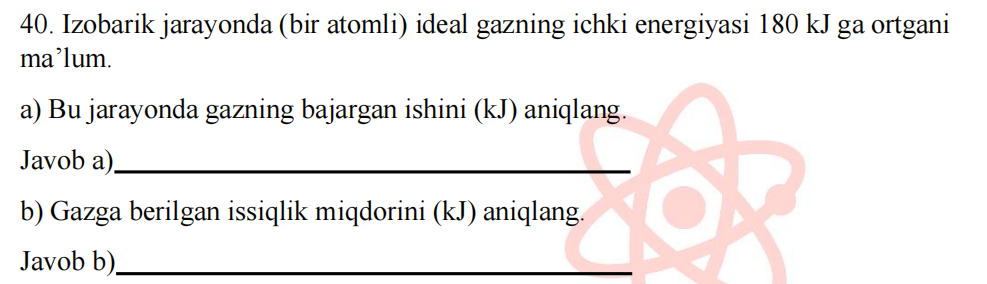 40. Izobarik jarayonda (bir atomli) ideal gazning ichki energiyasi 180 kJ ga ortgani
ma’lum.
a) Bu jarayonda gazning bajargan ishini (kJ) aniqlang.
Javob a)
b) Gazga berilgan issiqlik miqdorini (kJ) aniqlang.
Javob b)